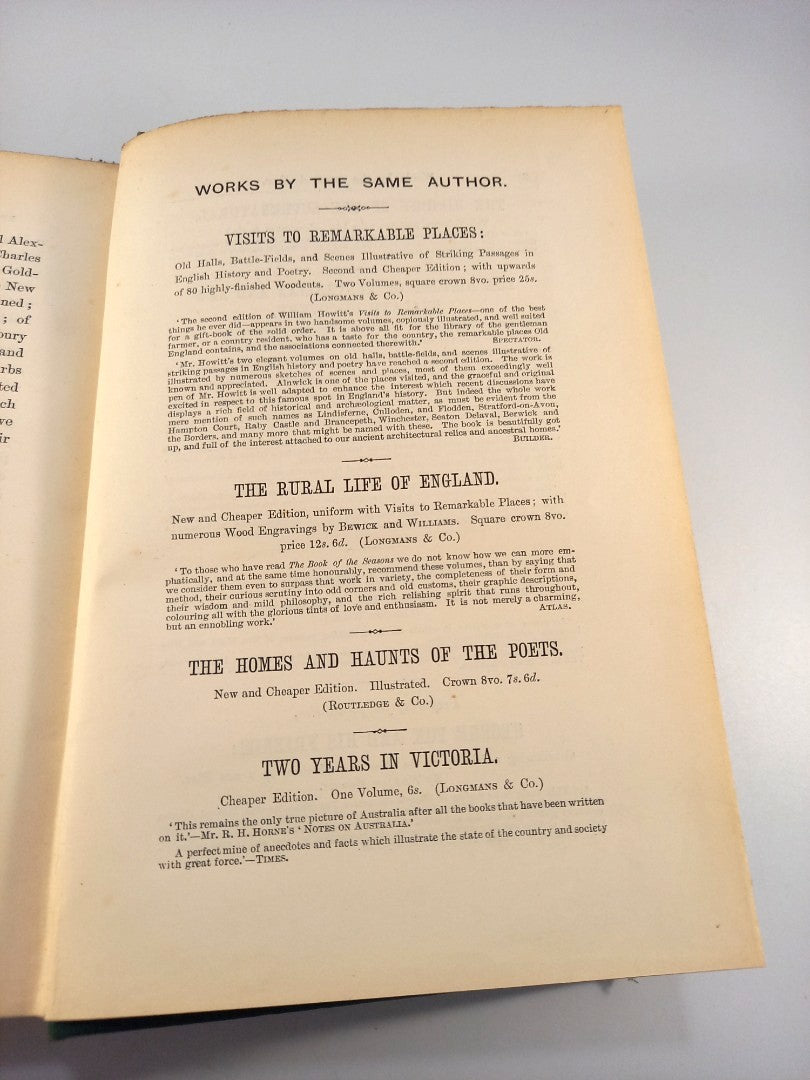 l Alex-
Charles
Gold-
New
ned;
; of
bury
and
rbs
ted
ch
ve
ir
WORKS BY THE SAME AUTHOR.
VISITS TO REMARKABLE PLACES:
Old Halls, Battle-Fields, and Scenes Illustrative of Striking Passages in
English History and Poetry. Second and Cheaper Edition; with upwards
of 80 highly-finished Woodcuts. Two Volumes, square crown 8vo. price 25s.
(LONGMANS & CO.)
'The second edition of William Howitt's Visits to Remarkable Places—one of the best
things he ever did—appears in two handsome volumes, copiously illustrated, and well suited
for a gift-book of the solid order. It is above all fit for the library of the gentleman
farmer, or a country resident, who has a taste for the country, the remarkable places Old
England contains, and the associations connected therewith.' SPECTATOR.
'Mr. Howitt's two elegant volumes on old halls, battle-fields, and scenes illustrative of
striking passages in English history and poetry have reached a second edition. The work is
illustrated by numerous sketches of scenes and places, most of them exceedingly well
known and appreciated. Alnwick is one of the places visited, and the graceful and original
pen of Mr. Howitt is well adapted to enhance the interest which recent discussions have
excited in respect to this famous spot in England's history. But indeed the whole work
displays a rich field of historical and archæological matter, as must be evident from the
mere mention of such names as Lindisferne, Culloden, and Flodden, Stratford-on-Avon,
Hampton Court, Raby Castle and Brancepeth, Winchester, Seaton Delaval, Berwick and
the Borders, and many more that might be named with these. The book is beautifully got
up, and full of the interest attached to our ancient architectural relics and ancestral homes.'
BUILDER.
THE RURAL LIFE OF ENGLAND.
New and Cheaper Edition, uniform with Visits to Remarkable Places; with
numerous Wood Engravings by BEWICK and WILLIAMS. Square crown 8vo.
price 12s. 6d. (LONGMANS & CO.)
'To those who have read The Book of the Seasons we do not know how we can more em-
phatically, and at the same time honourably, recommend these volumes, than by saying that
we consider them even to surpass that work in variety, the completeness of their form and
method, their curious scrutiny into odd corners and old customs, their graphic descriptions,
their wisdom and mild philosophy, and the rich relishing spirit that runs throughout,
colouring all with the glorious tints of love and enthusiasm. It is not merely a charming,
but an ennobling work.' ATLAS.
THE HOMES AND HAUNTS OF THE POETS.
New and Cheaper Edition. Illustrated. Crown 8vo. 7s. 6d.
(ROUTLEDGE & CO.)
TWO YEARS IN VICTORIA.
Cheaper Edition. One Volume, 6s. (LONGMANS & CO.)
'This remains the only true picture of Australia after all the books that have been written
on it.'—MR. R. H. HORNE'S 'NOTES ON AUSTRALIA.'
A perfect mine of anecdotes and facts which illustrate the state of the country and society
with great force.'—TIMES.